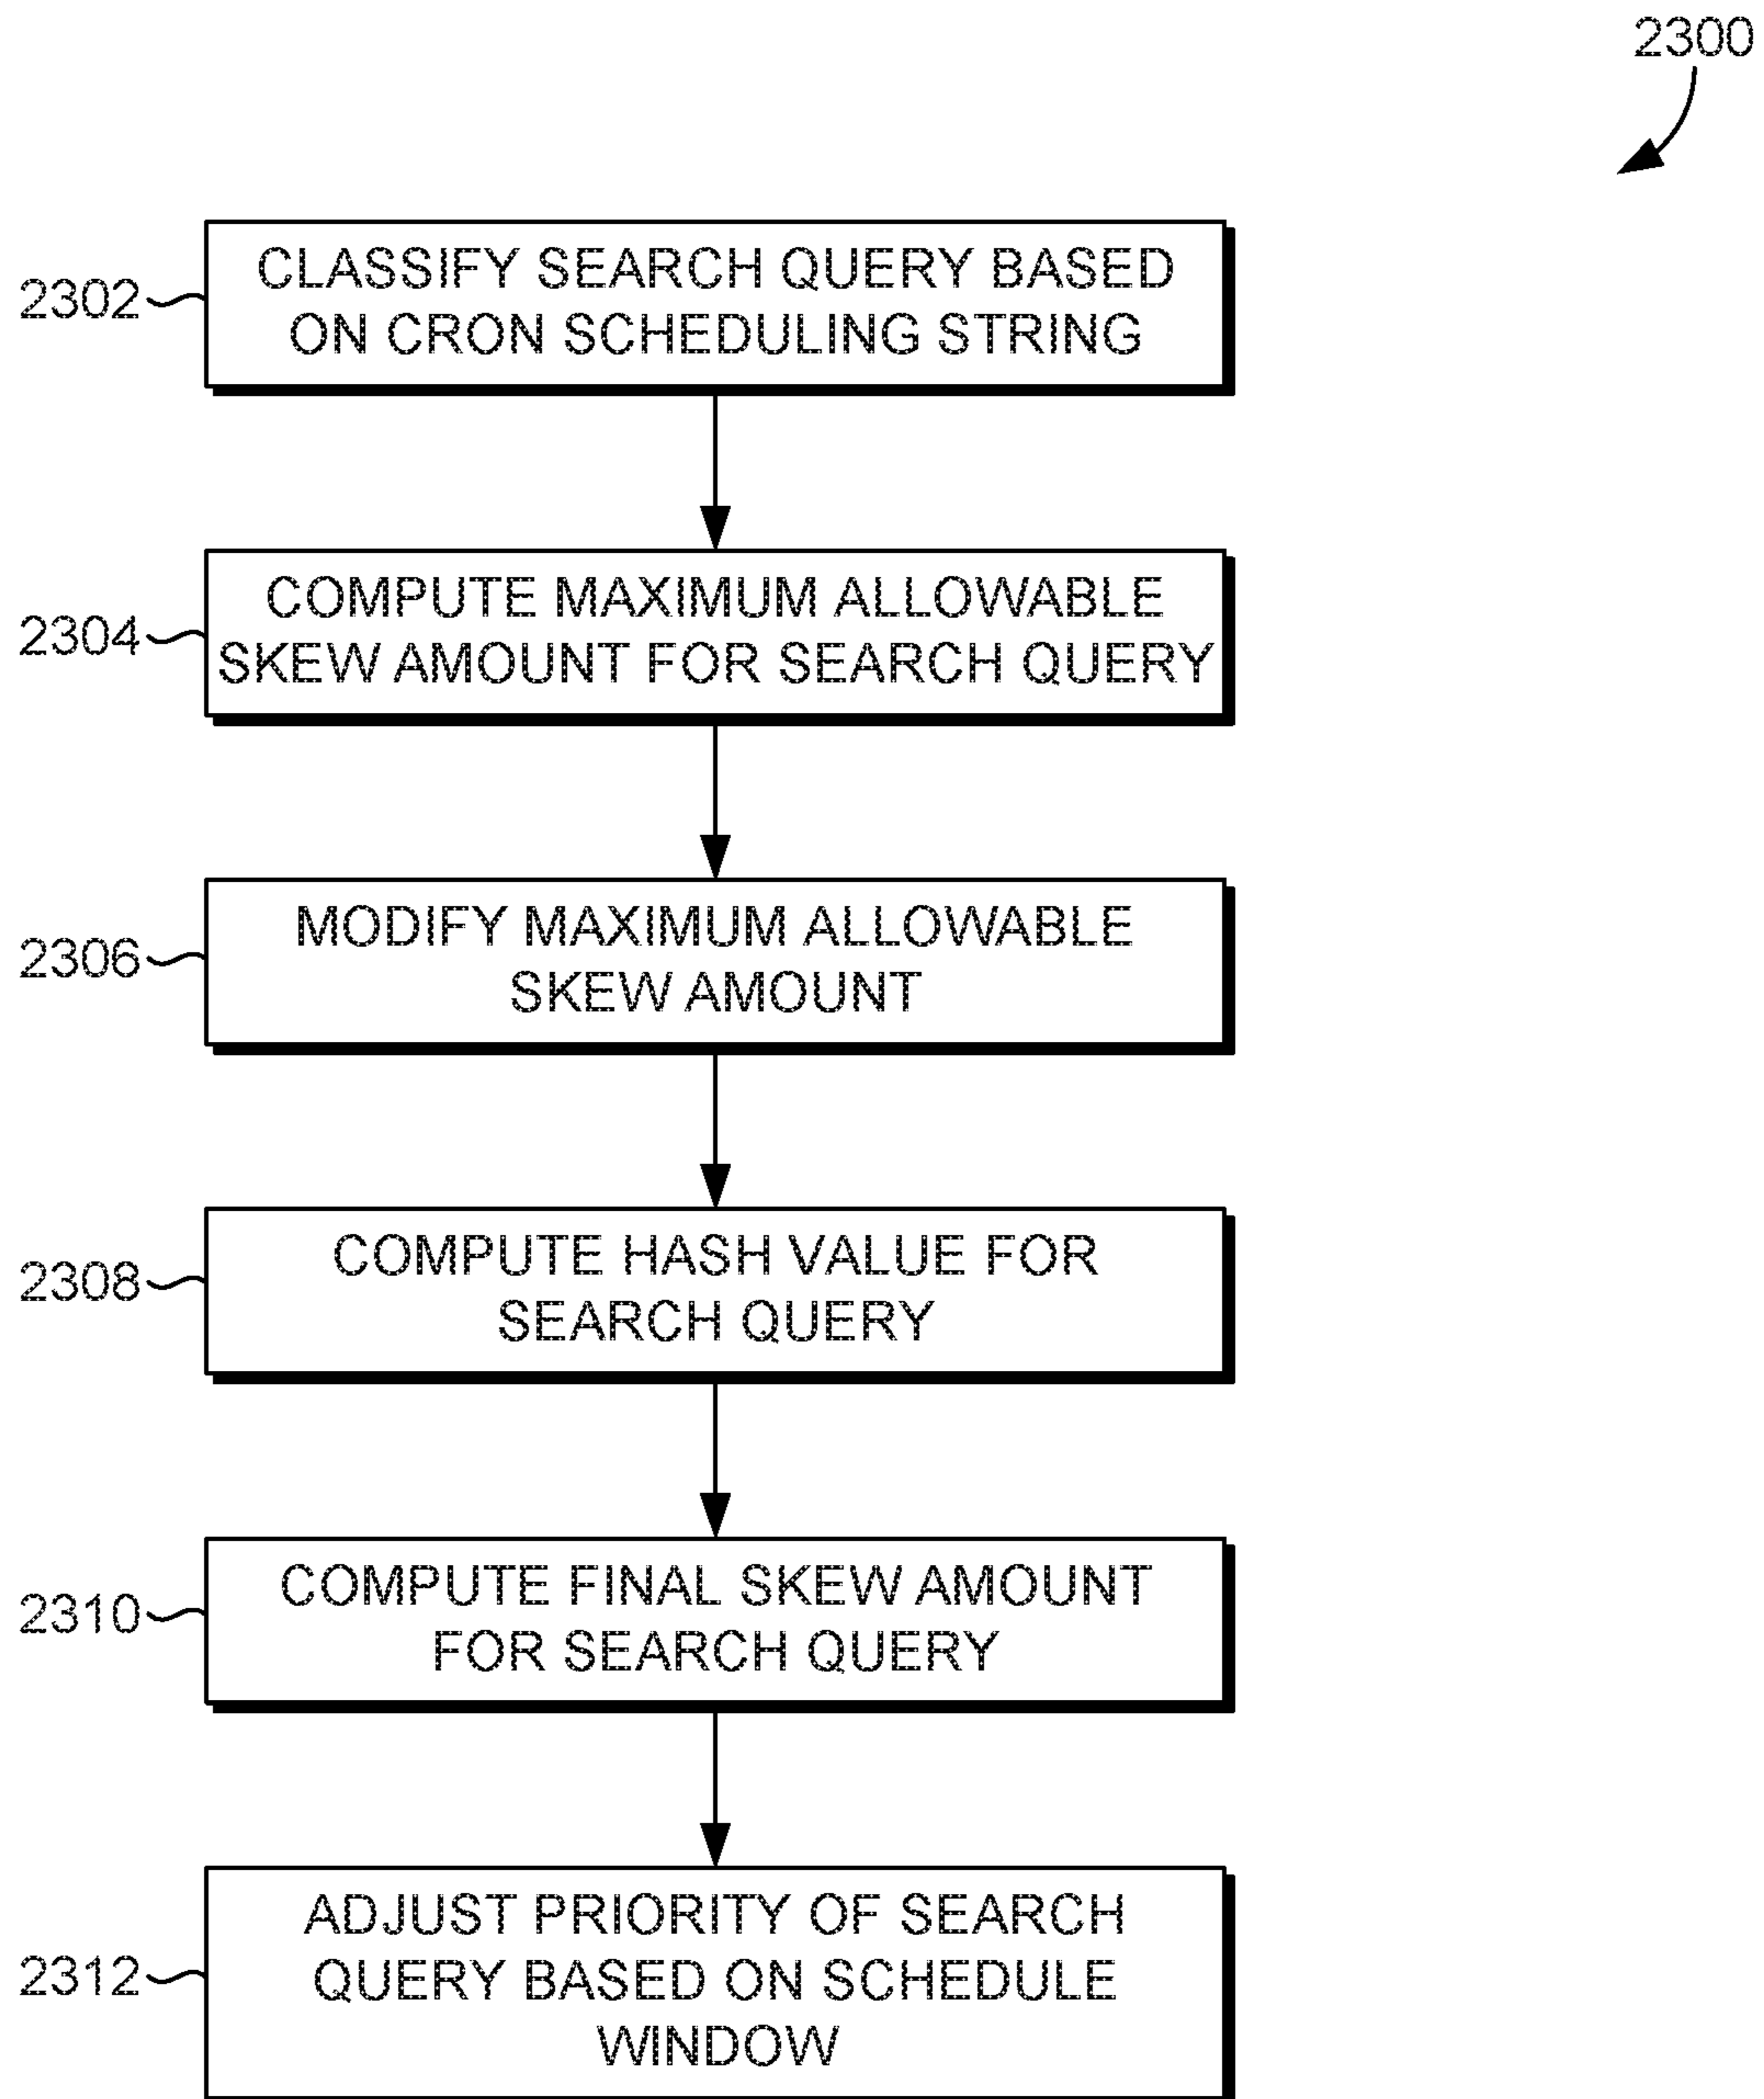 2300
2302
CLASSIFY SEARCH QUERY BASED
ON CRON SCHEDULING STRING
2304
COMPUTE MAXIMUM ALLOWABLE
SKEW AMOUNT FOR SEARCH QUERY
2306
MODIFY MAXIMUM ALLOWABLE
SKEW AMOUNT
2308
COMPUTE HASH VALUE FOR
SEARCH QUERY
2310
COMPUTE FINAL SKEW AMOUNT
FOR SEARCH QUERY
2312
ADJUST PRIORITY OF SEARCH
QUERY BASED ON SCHEDULE
WINDOW